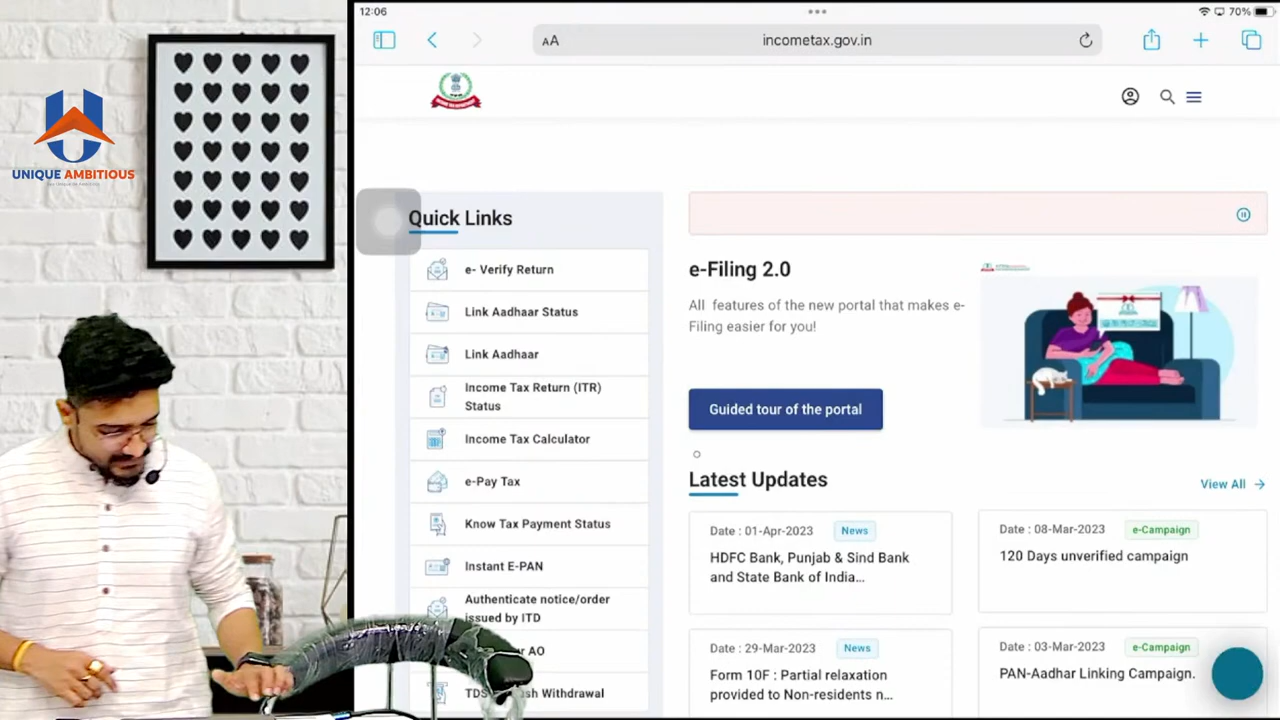 12:06
70%
AA
incometax.gov.in
UNIQUE AMBITIOUS
Quick Links
e- Verify Return
Link Aadhaar Status
Link Aadhaar
Income Tax Return (ITR)
Status
Income Tax Calculator
e-Pay Tax
Know Tax Payment Status
Instant E-PAN
Authenticate notice/order
issued by ITD
AO
TDS
Withdrawal
e-Filing 2.0
All features of the new portal that makes e-
Filing easier for you!
Guided tour of the portal
Latest Updates
View All
Date : 01-Apr-2023 News
HDFC Bank, Punjab & Sind Bank
and State Bank of India...
Date : 08-Mar-2023 e-Campaign
120 Days unverified campaign
Date : 29-Mar-2023 News
Form 10F : Partial relaxation
provided to Non-residents n...
Date : 03-Mar-2023 e-Campaign
PAN-Aadhar Linking Campaign.